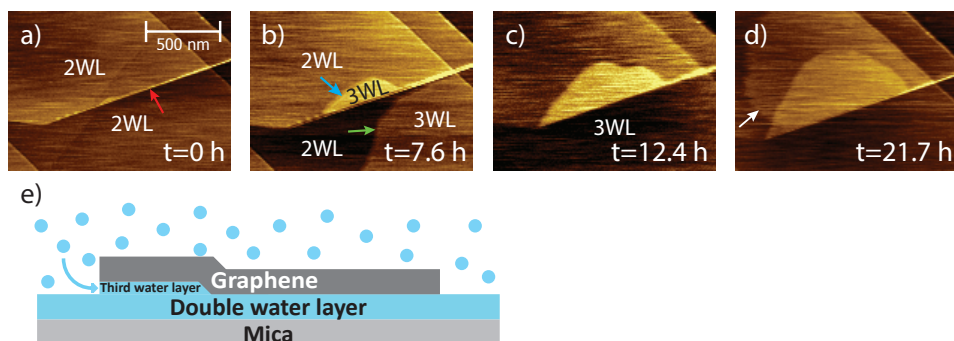 a)
500 nm
2WL
2WL
t=0 h
b)
2WL
3WL
3WL
2WL
t=7.6 h
c)
3WL
t=12.4 h
d)
t=21.7 h
e)
Graphene
Third water layer
Double water layer
Mica